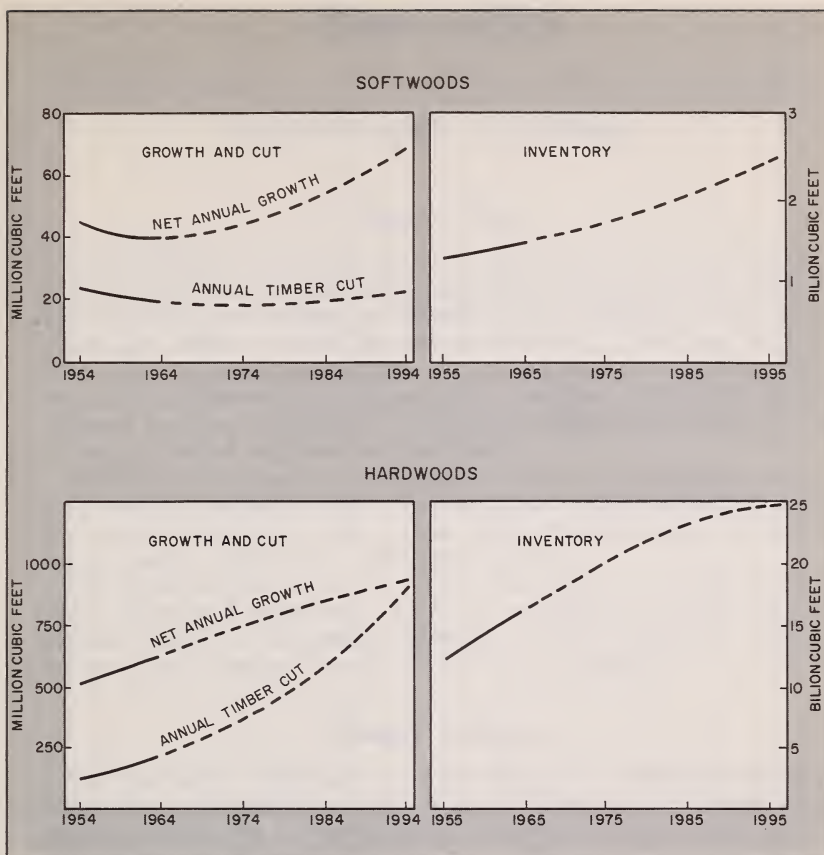 SOFTWOODS
GROWTH AND CUT
NET ANNUAL GROWTH
ANNUAL TIMBER CUT
MILLION CUBIC FEET
80
60
40
20
0
1954 1964 1974 1984 1994
INVENTORY
3
2
1
BILION CUBIC FEET
1955 1965 1975 1985 1995
HARDWOODS
GROWTH AND CUT
NET ANNUAL GROWTH
ANNUAL TIMBER CUT
MILLION CUBIC FEET
1000
750
500
250
1954 1964 1974 1984 1994
INVENTORY
25
20
15
10
5
BILION CUBIC FEET
1955 1965 1975 1985 1995